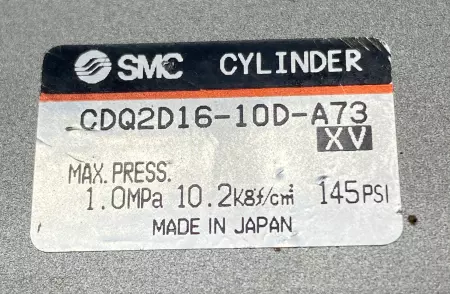 SMC CYLINDER
CDQ2D16-10D-A73
XV
MAX. PRESS.
1.0MPa 10.2kgf/cm² 145PSI
MADE IN JAPAN